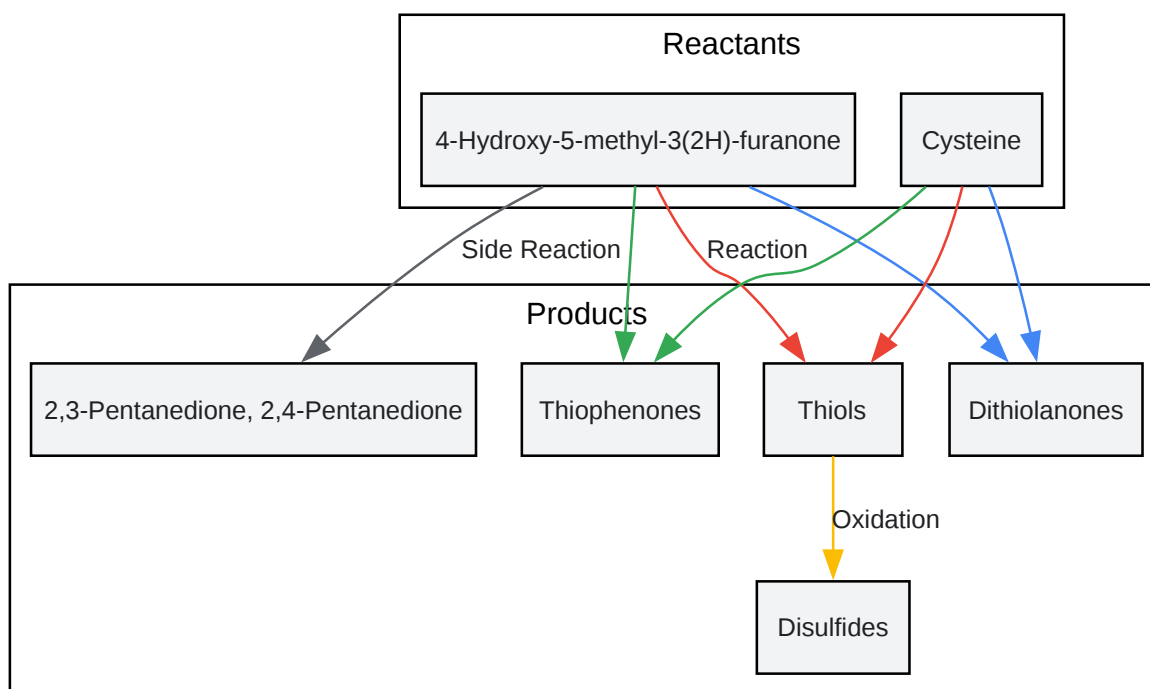 Reactants
4-Hydroxy-5-methyl-3(2H)-furanone
Cysteine
Side Reaction
Reaction
Products
2,3-Pentanedione, 2,4-Pentanedione
Thiophenones
Thiols
Dithiolanones
Oxidation
Disulfides